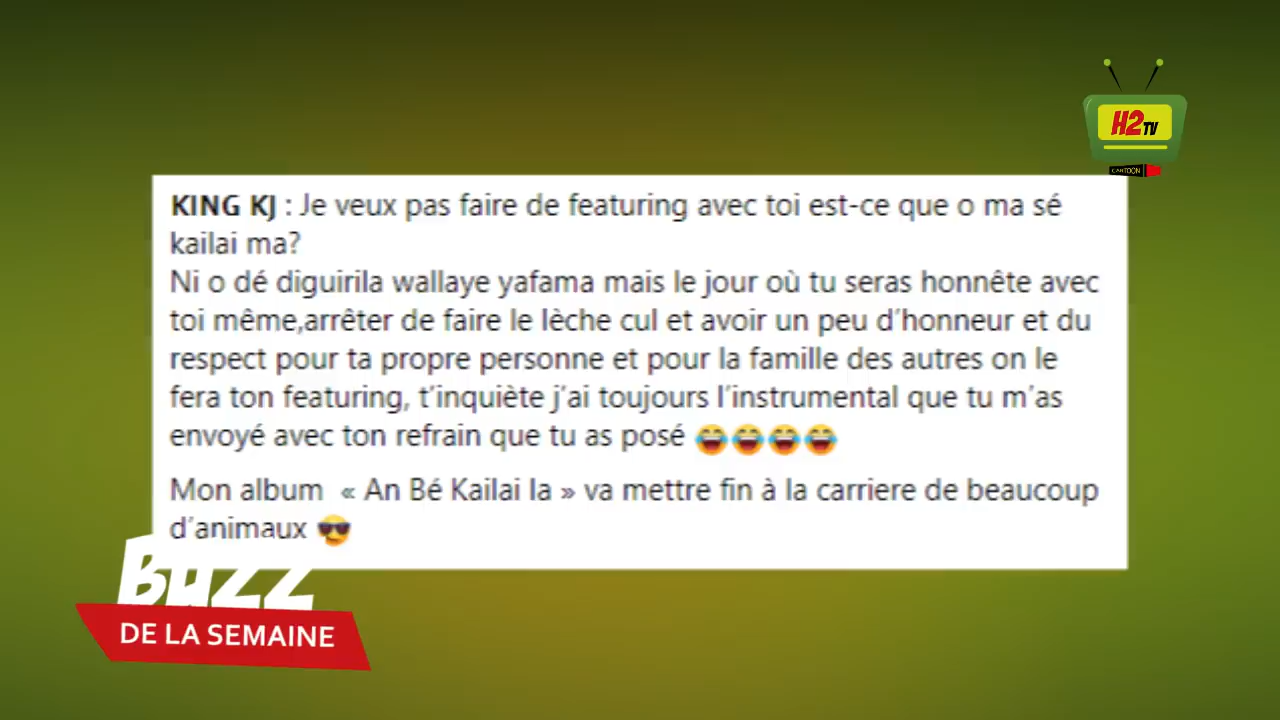 H2TV
CARTOON
KING KJ : Je veux pas faire de featuring avec toi est-ce que o ma sé
kailai ma?
Ni o dé diguirila wallaye yafama mais le jour où tu seras honnête avec
toi même,arrêter de faire le lèche cul et avoir un peu d'honneur et du
respect pour ta propre personne et pour la famille des autres on le
fera ton featuring, t'inquiète j'ai toujours l'instrumental que tu m'as
envoyé avec ton refrain que tu as posé 😂😂😂😂
Mon album « An Bé Kailai la » va mettre fin à la carriere de beaucoup
d'animaux 😎
BUZZ
DE LA SEMAINE